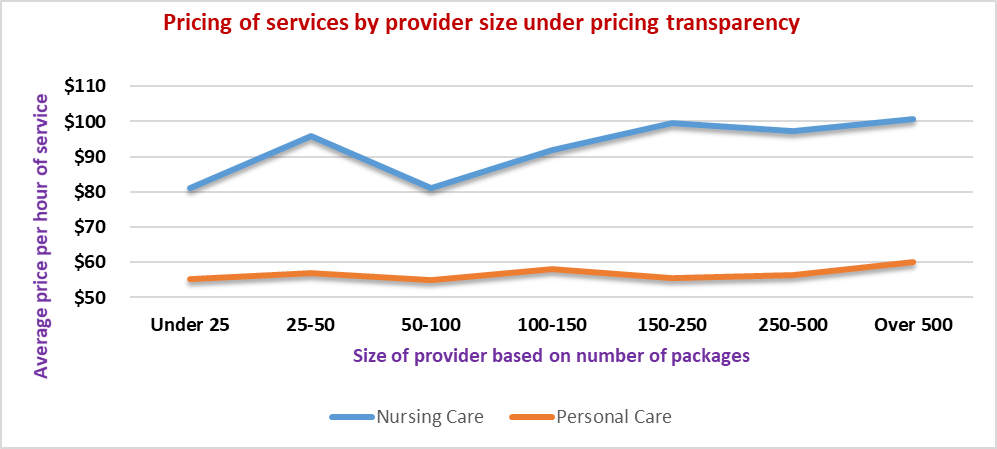 Pricing of services by provider size under pricing transparency
Average price per hour of service
$110
$100
$90
$80
$70
$60
$50
Under 25 25-50 50-100 100-150 150-250 250-500 Over 500
Size of provider based on number of packages
Nursing Care Personal Care